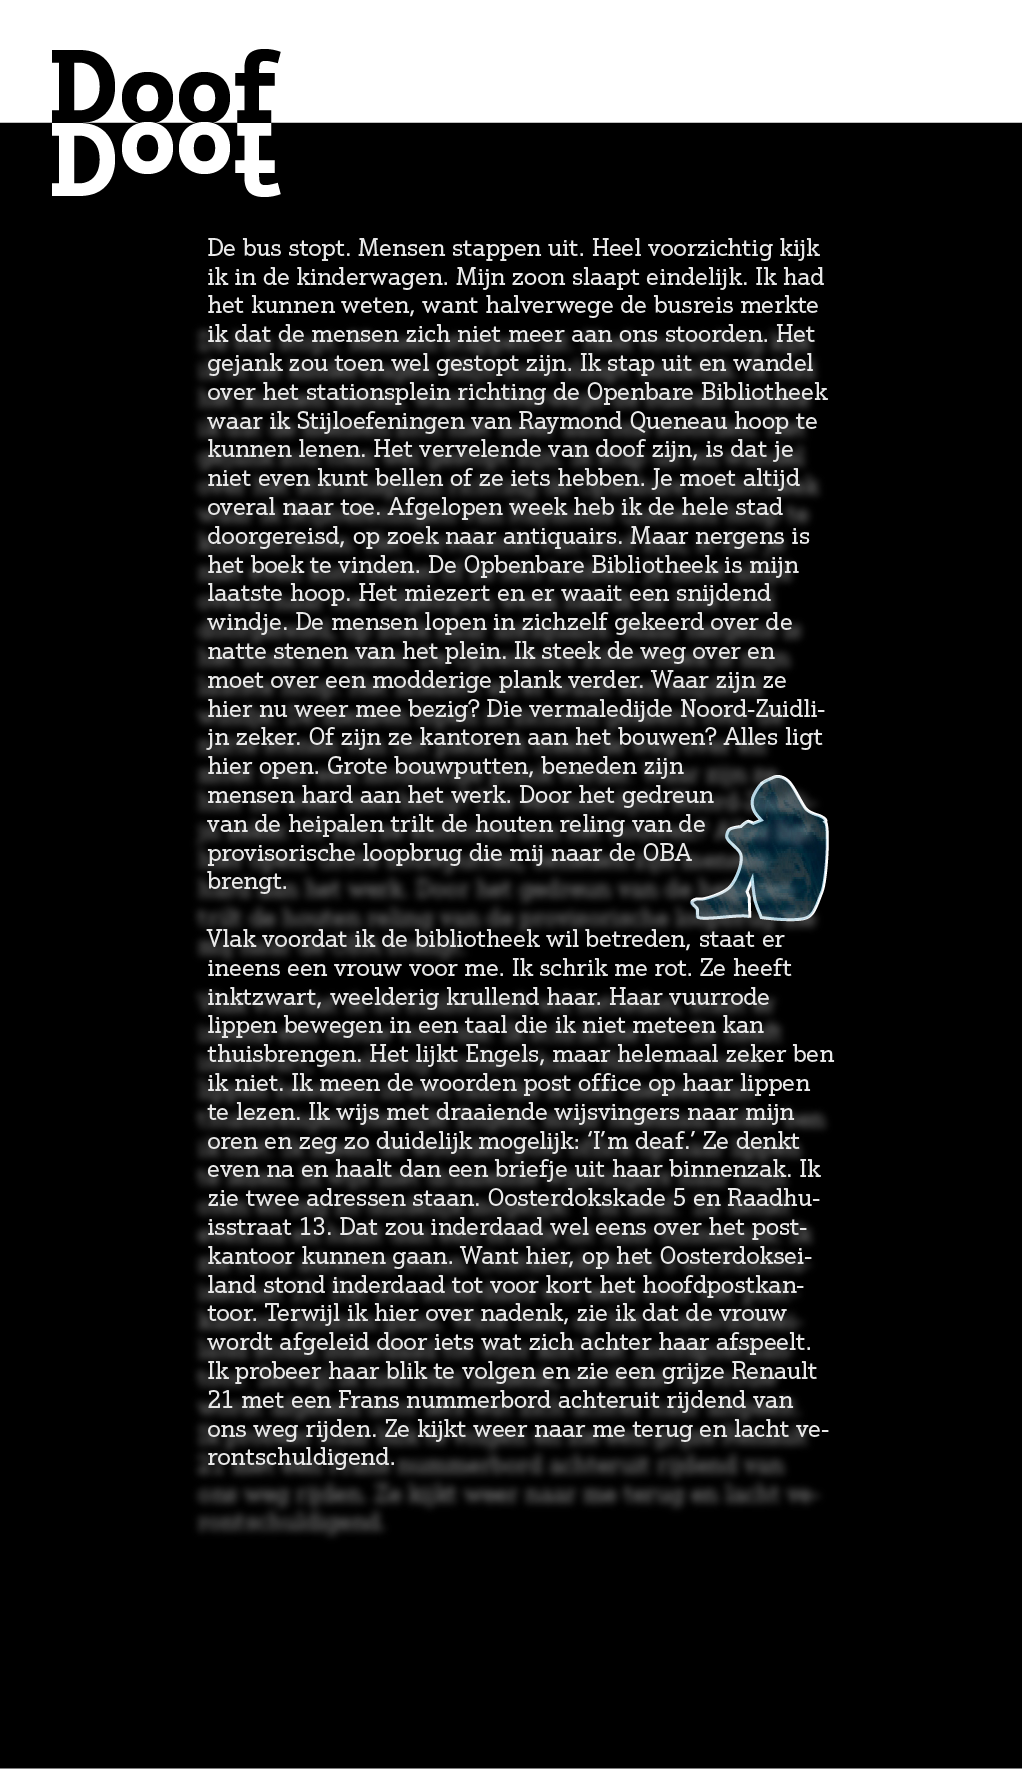 Doof
De bus stopt. Mensen stappen uit. Heel voorzichtig kijk
ik in de kinderwagen. Mijn zoon slaapt eindelijk. Ik had
het kunnen weten, want halverwege de busreis merkte
ik dat de mensen zich niet meer aan ons stoorden. Het
gejank zou toen wel gestopt zijn. Ik stap uit en wandel
over het stationsplein richting de Openbare Bibliotheek
waar ik Stijloefeningen van Raymond Queneau hoop te
kunnen lenen. Het vervelende van doof zijn, is dat je
niet even kunt bellen of ze iets hebben. Je moet altijd
overal naar toe. Afgelopen week heb ik de hele stad
doorgereisd, op zoek naar antiquairs. Maar nergens is
het boek te vinden. De Opbenbare Bibliotheek is mijn
laatste hoop. Het miezert en er waait een snijdend
windje. De mensen lopen in zichzelf gekeerd over de
natte stenen van het plein. Ik steek de weg over en
moet over een modderige plank verder. Waar zijn ze
hier nu weer mee bezig? Die vermaledijde Noord-Zuidli-
jn zeker. Of zijn ze kantoren aan het bouwen? Alles ligt
hier open. Grote bouwputten, beneden zijn
mensen hard aan het werk. Door het gedreun
van de heipalen trilt de houten reling van de
provisorische loopbrug die mij naar de OBA
brengt.
Vlak voordat ik de bibliotheek wil betreden, staat er
ineens een vrouw voor me. Ik schrik me rot. Ze heeft
inktzwart, weelderig krullend haar. Haar vuurrode
lippen bewegen in een taal die ik niet meteen kan
thuisbrengen. Het lijkt Engels, maar helemaal zeker ben
ik niet. Ik meen de woorden post office op haar lippen
te lezen. Ik wijs met draaiende wijsvingers naar mijn
oren en zeg zo duidelijk mogelijk: ‘I’m deaf.’ Ze denkt
even na en haalt dan een briefje uit haar binnenzak. Ik
zie twee adressen staan. Oosterdokskade 5 en Raadhu-
isstraat 13. Dat zou inderdaad wel eens over het post-
kantoor kunnen gaan. Want hier, op het Oosterdoksei-
land stond inderdaad tot voor kort het hoofdpostkan-
toor. Terwijl ik hier over nadenk, zie ik dat de vrouw
wordt afgeleid door iets wat zich achter haar afspeelt.
Ik probeer haar blik te volgen en zie een grijze Renault
21 met een Frans nummerbord achteruit rijdend van
ons weg rijden. Ze kijkt weer naar me terug en lacht ve-
rontschuldigend.